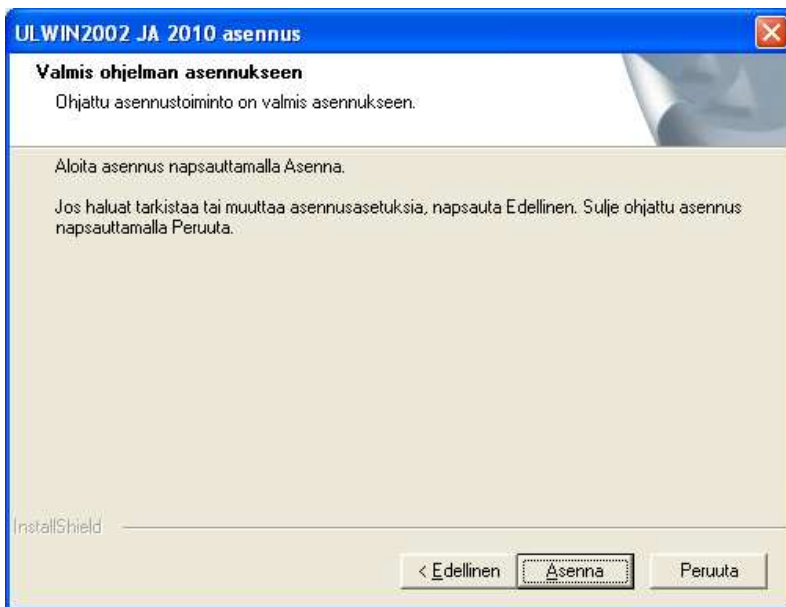 ULWIN2002 JA 2010 asennus
Valmis ohjelman asennukseen
Ohjattu asennustoiminto on valmis asennukseen.
Aloita asennus napsauttamalla Asenna.
Jos haluat tarkistaa tai muuttaa asennusasetuksia, napsauta Edellinen. Sulje ohjattu asennus
napsauttamalla Peruuta.
InstallShield
< Edellinen Asenna Peruuta